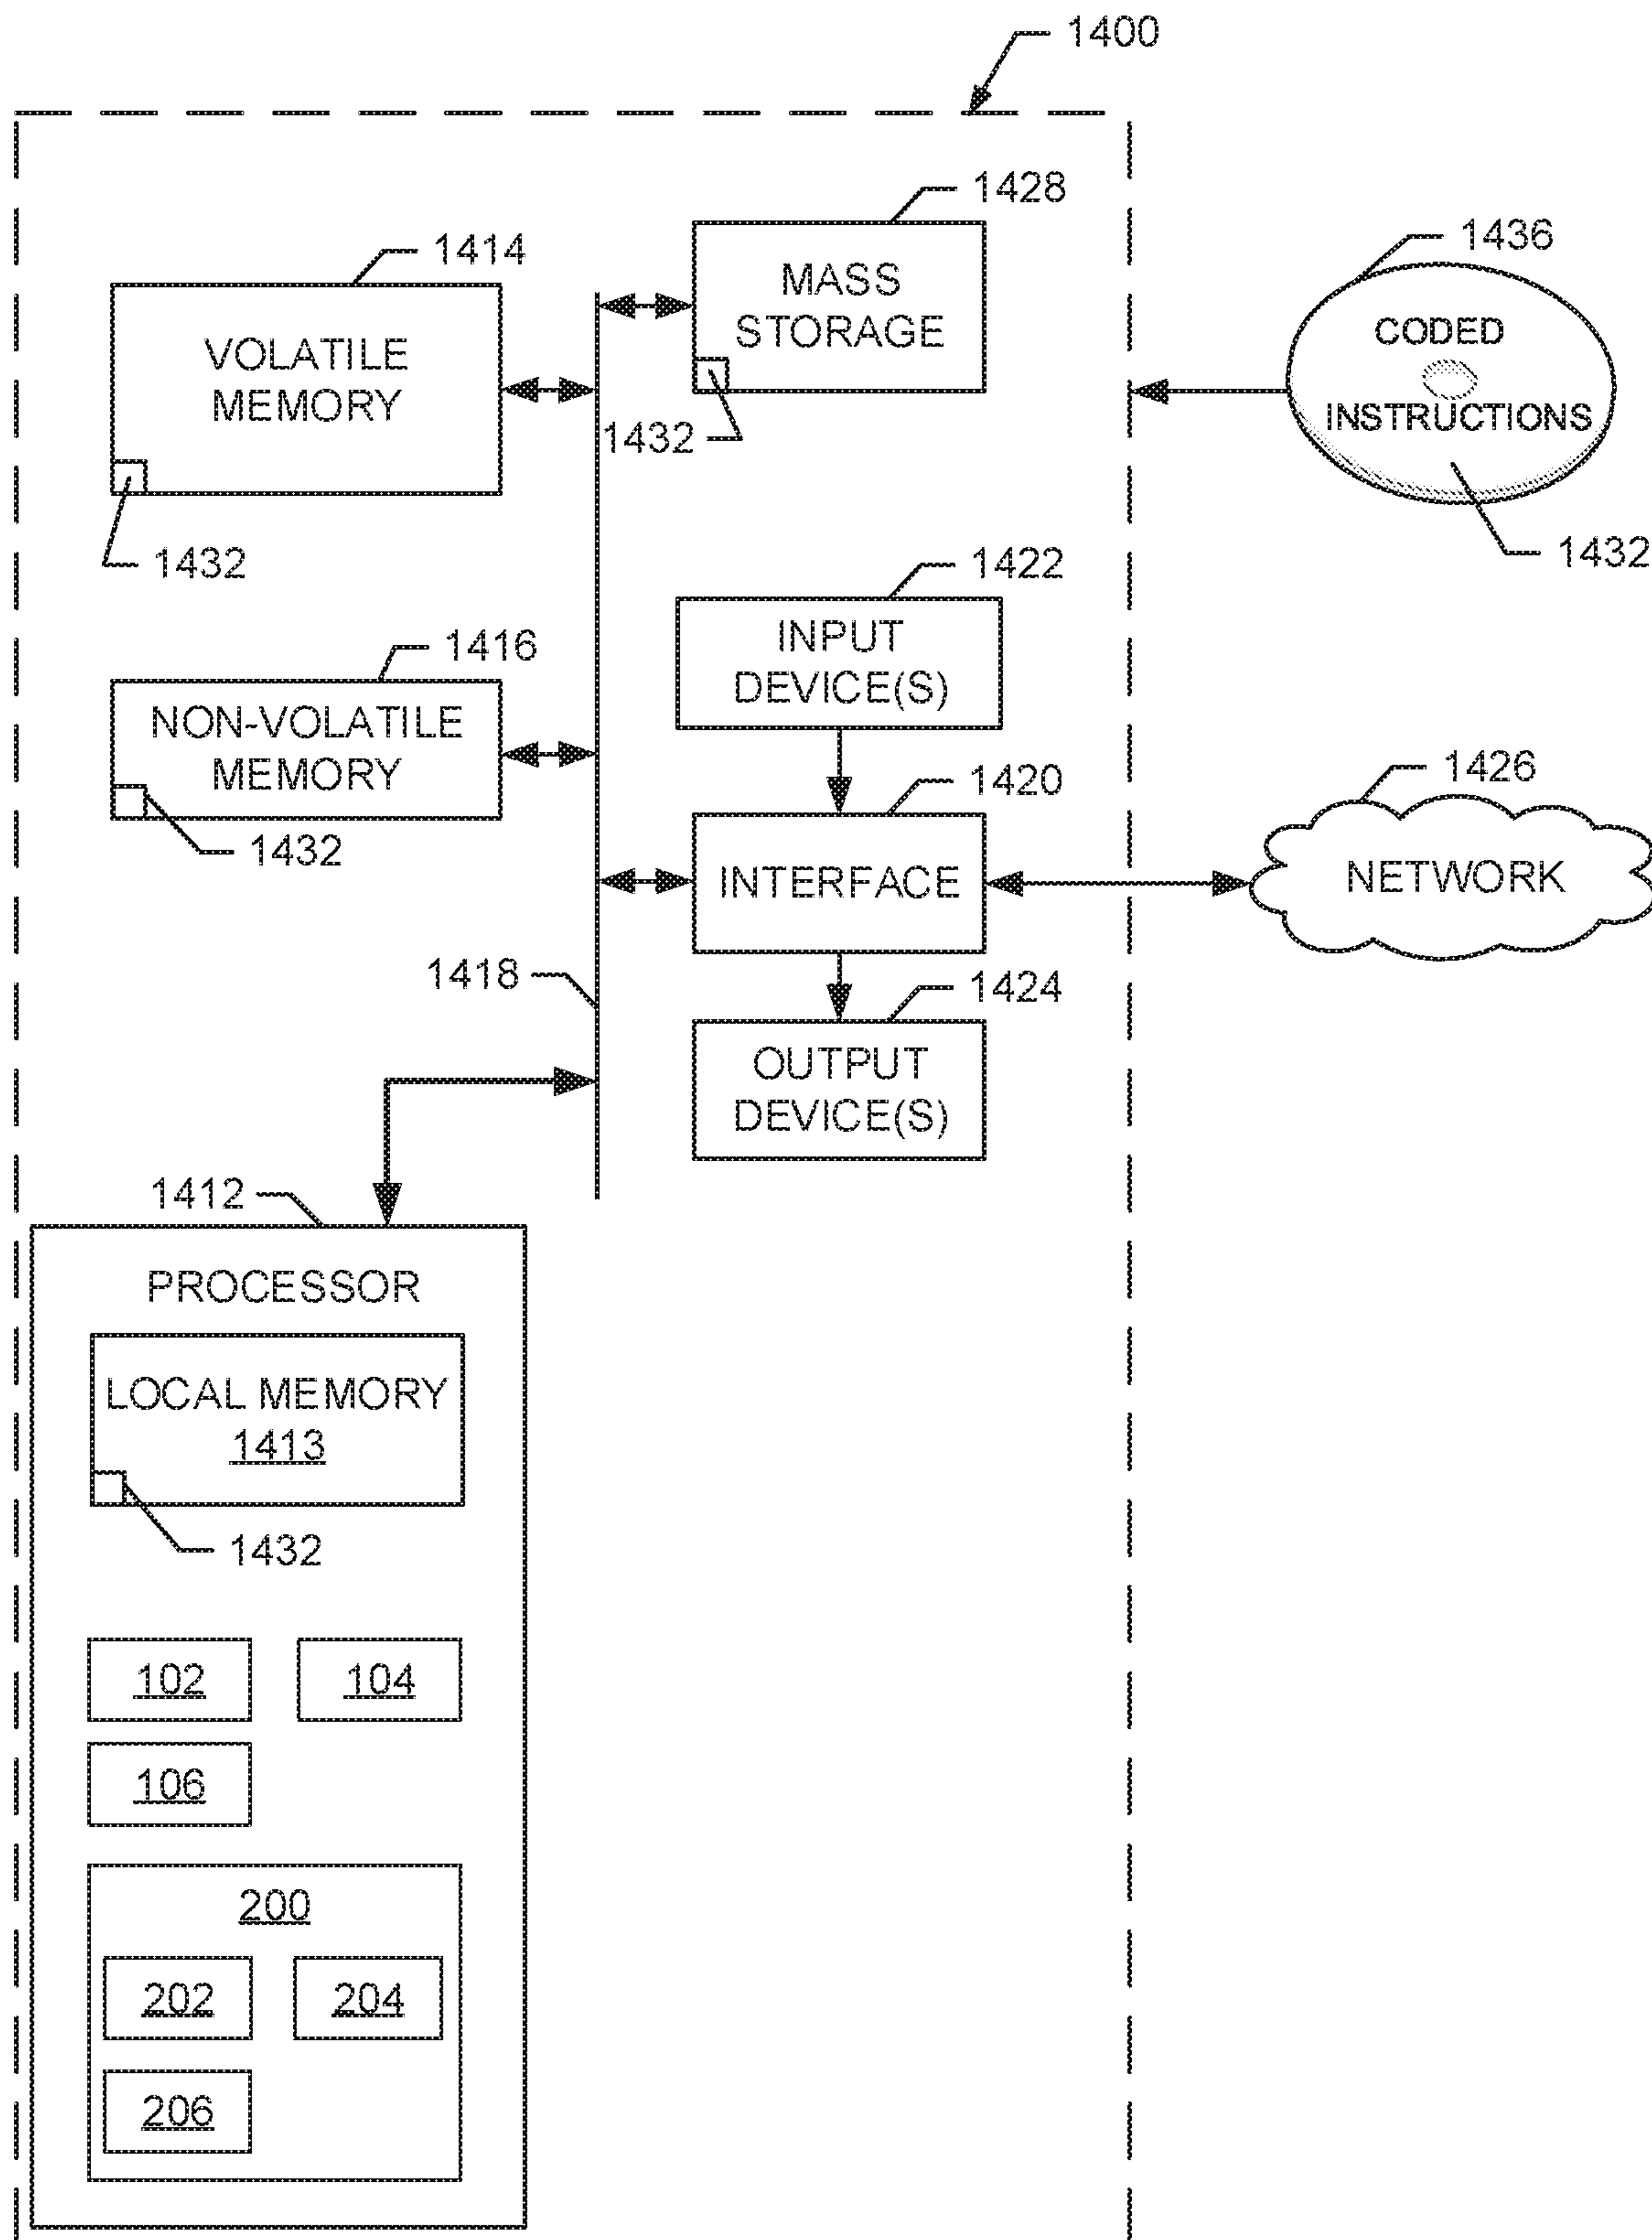 1400
1428
1414
MASS
STORAGE
1436
CODED
INSTRUCTIONS
VOLATILE
MEMORY
1432
1432
1432
1422
INPUT
DEVICE(S)
1416
NON-VOLATILE
MEMORY
1432
1420
INTERFACE
1426
NETWORK
1418
1424
OUTPUT
DEVICE(S)
1412
PROCESSOR
LOCAL MEMORY
1413
1432
102
104
106
200
202
204
206